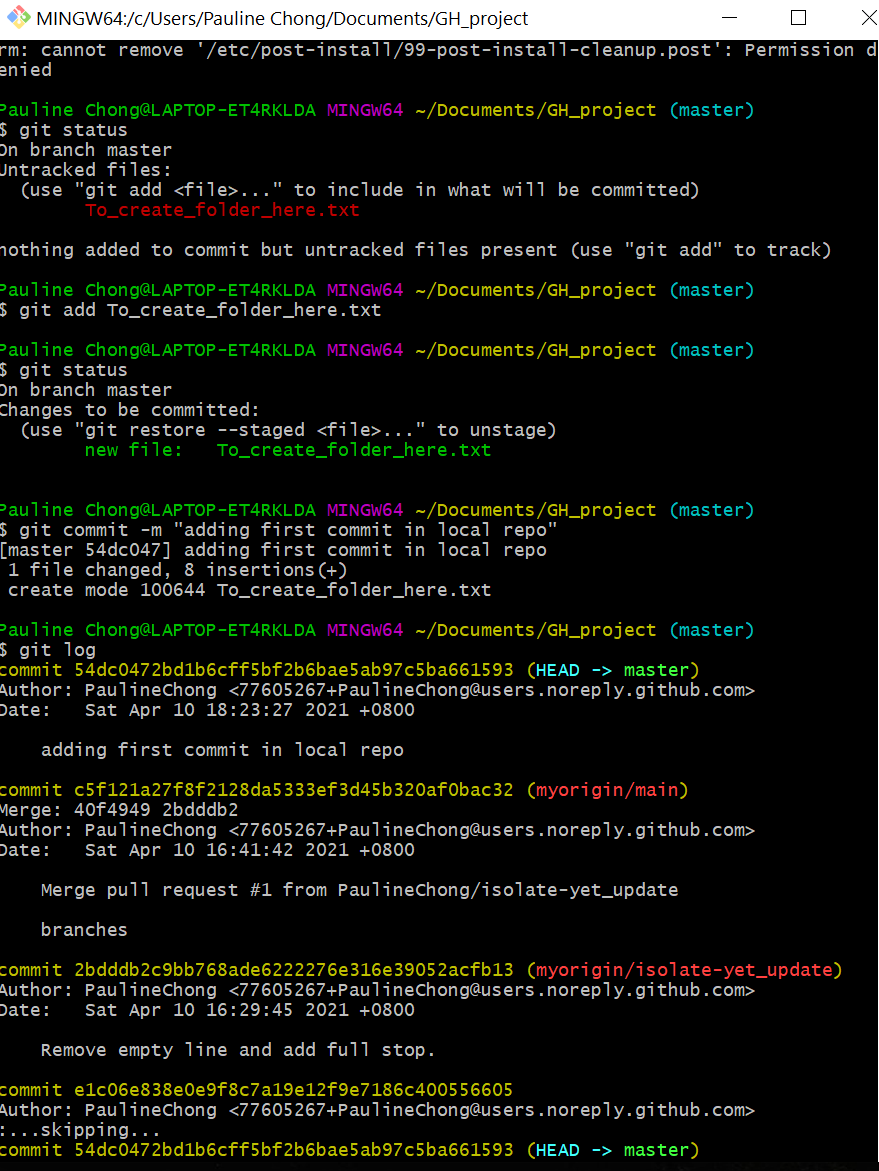 MINGW64:/c/Users/Pauline Chong/Documents/GH_project
rm: cannot remove '/etc/post-install/99-post-install-cleanup.post': Permission d
enied
Pauline Chong@LAPTOP-ET4RKLDA MINGW64 ~/Documents/GH_project (master)
$ git status
On branch master
Untracked files:
  (use "git add <file>..." to include in what will be committed)
        To_create_folder_here.txt
nothing added to commit but untracked files present (use "git add" to track)
Pauline Chong@LAPTOP-ET4RKLDA MINGW64 ~/Documents/GH_project (master)
$ git add To_create_folder_here.txt
Pauline Chong@LAPTOP-ET4RKLDA MINGW64 ~/Documents/GH_project (master)
$ git status
On branch master
Changes to be committed:
  (use "git restore --staged <file>..." to unstage)
        new file:   To_create_folder_here.txt
Pauline Chong@LAPTOP-ET4RKLDA MINGW64 ~/Documents/GH_project (master)
$ git commit -m "adding first commit in local repo"
[master 54dc047] adding first commit in local repo
 1 file changed, 8 insertions(+)
 create mode 100644 To_create_folder_here.txt
Pauline Chong@LAPTOP-ET4RKLDA MINGW64 ~/Documents/GH_project (master)
$ git log
commit 54dc0472bd1b6cff5bf2b6bae5ab97c5ba661593 (HEAD -> master)
Author: PaulineChong <77605267+PaulineChong@users.noreply.github.com>
Date:   Sat Apr 10 18:23:27 2021 +0800
    adding first commit in local repo
commit c5f121a27f8f2128da5333ef3d45b320af0bac32 (myorigin/main)
Merge: 40f4949 2bdddb2
Author: PaulineChong <77605267+PaulineChong@users.noreply.github.com>
Date:   Sat Apr 10 16:41:42 2021 +0800
    Merge pull request #1 from PaulineChong/isolate-yet_update
    branches
commit 2bdddb2c9bb768ade6222276e316e39052acfb13 (myorigin/isolate-yet_update)
Author: PaulineChong <77605267+PaulineChong@users.noreply.github.com>
Date:   Sat Apr 10 16:29:45 2021 +0800
    Remove empty line and add full stop.
commit e1c06e838e0e9f8c7a19e12f9e7186c400556605
Author: PaulineChong <77605267+PaulineChong@users.noreply.github.com>
:...skipping...
commit 54dc0472bd1b6cff5bf2b6bae5ab97c5ba661593 (HEAD -> master)